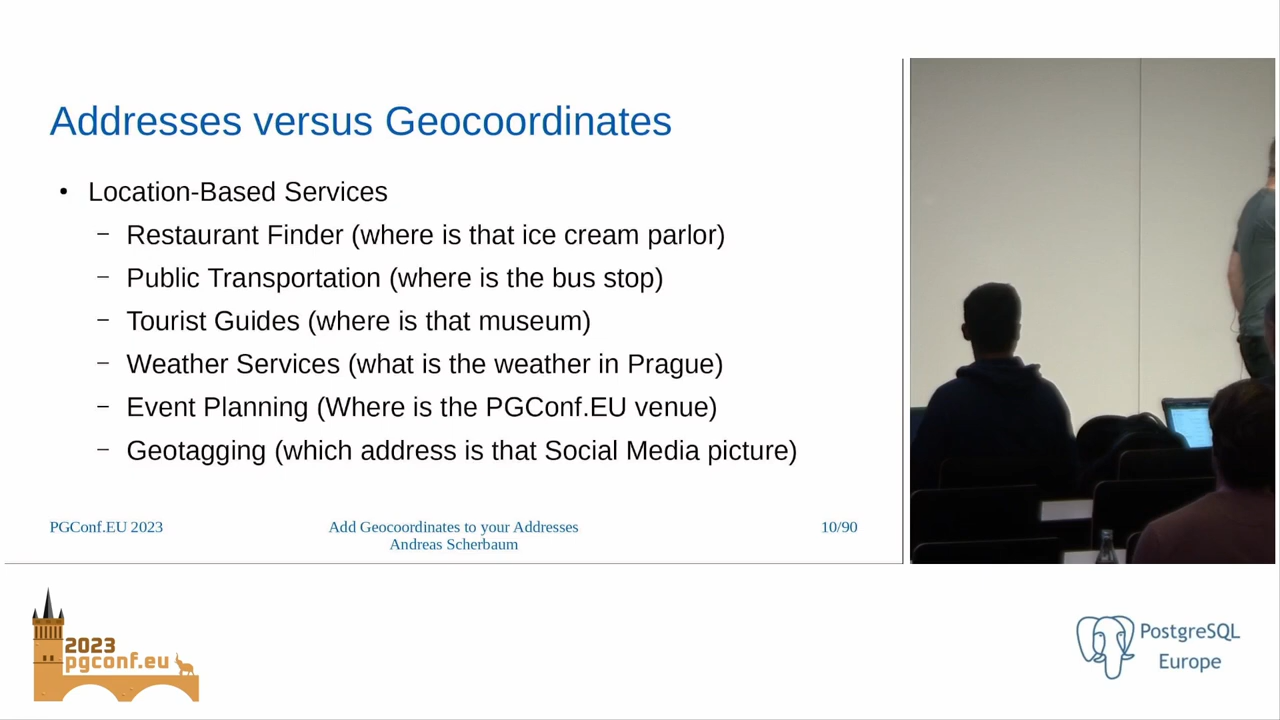 Addresses versus Geocoordinates
• Location-Based Services
– Restaurant Finder (where is that ice cream parlor)
– Public Transportation (where is the bus stop)
– Tourist Guides (where is that museum)
– Weather Services (what is the weather in Prague)
– Event Planning (Where is the PGConf.EU venue)
– Geotagging (which address is that Social Media picture)
PGConf.EU 2023
Add Geocoordinates to your Addresses
Andreas Scherbaum
10/90
2023
pgconf.eu
PostgreSQL
Europe